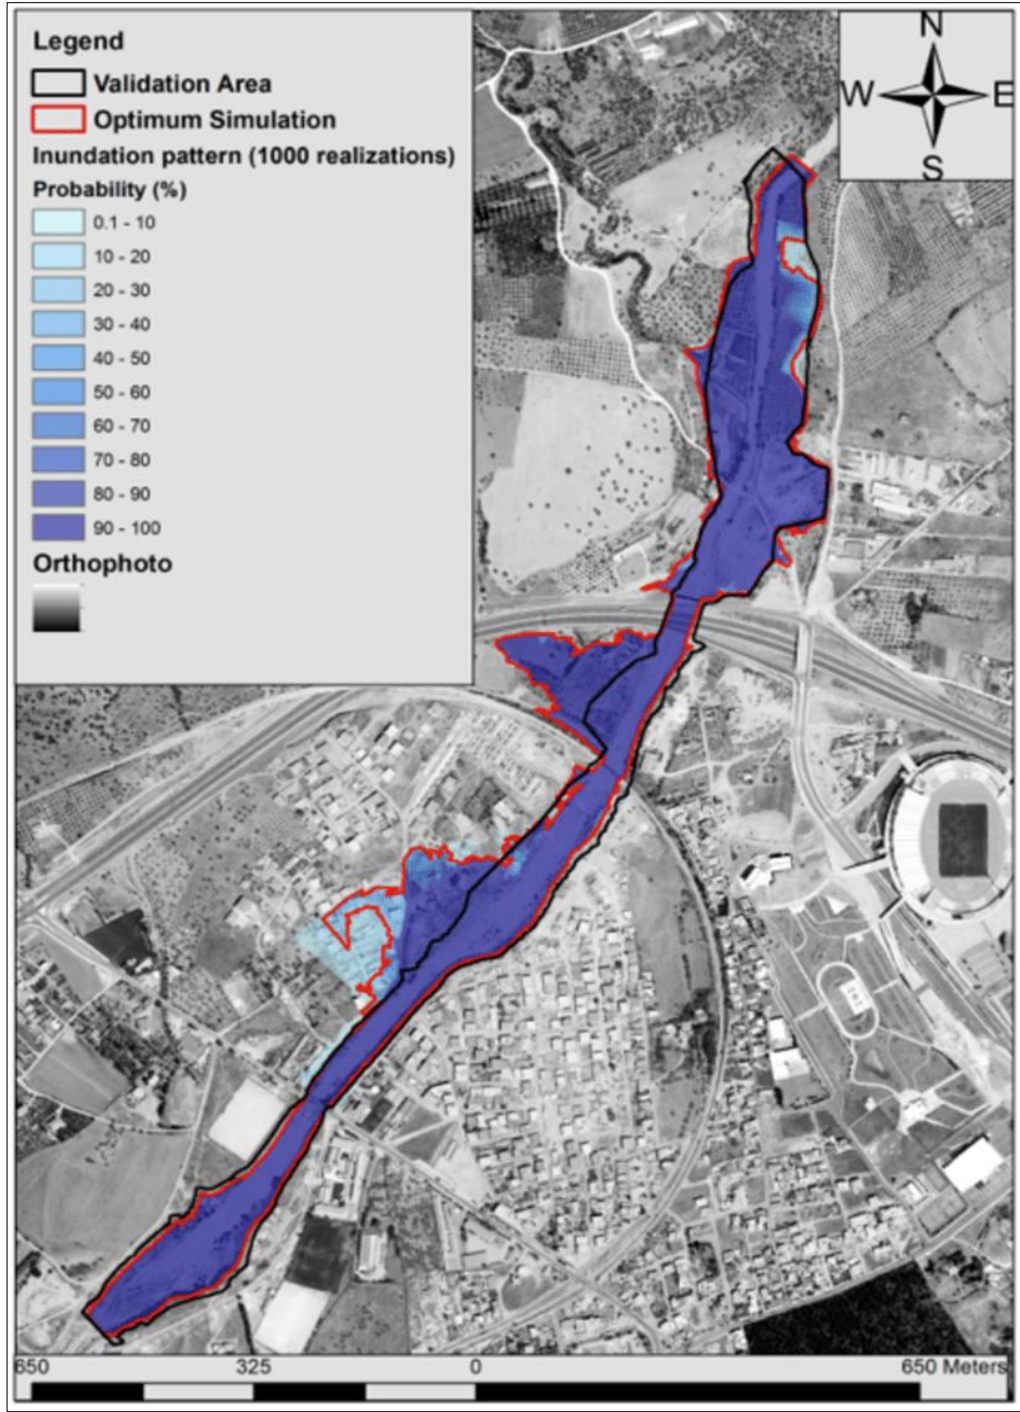 Legend
Validation Area
Optimum Simulation
Inundation pattern (1000 realizations)
Probability (%)
0.1 - 10
10 - 20
20 - 30
30 - 40
40 - 50
50 - 60
60 - 70
70 - 80
80 - 90
90 - 100
Orthophoto
N
W E
S
650 325 0 650 Meters